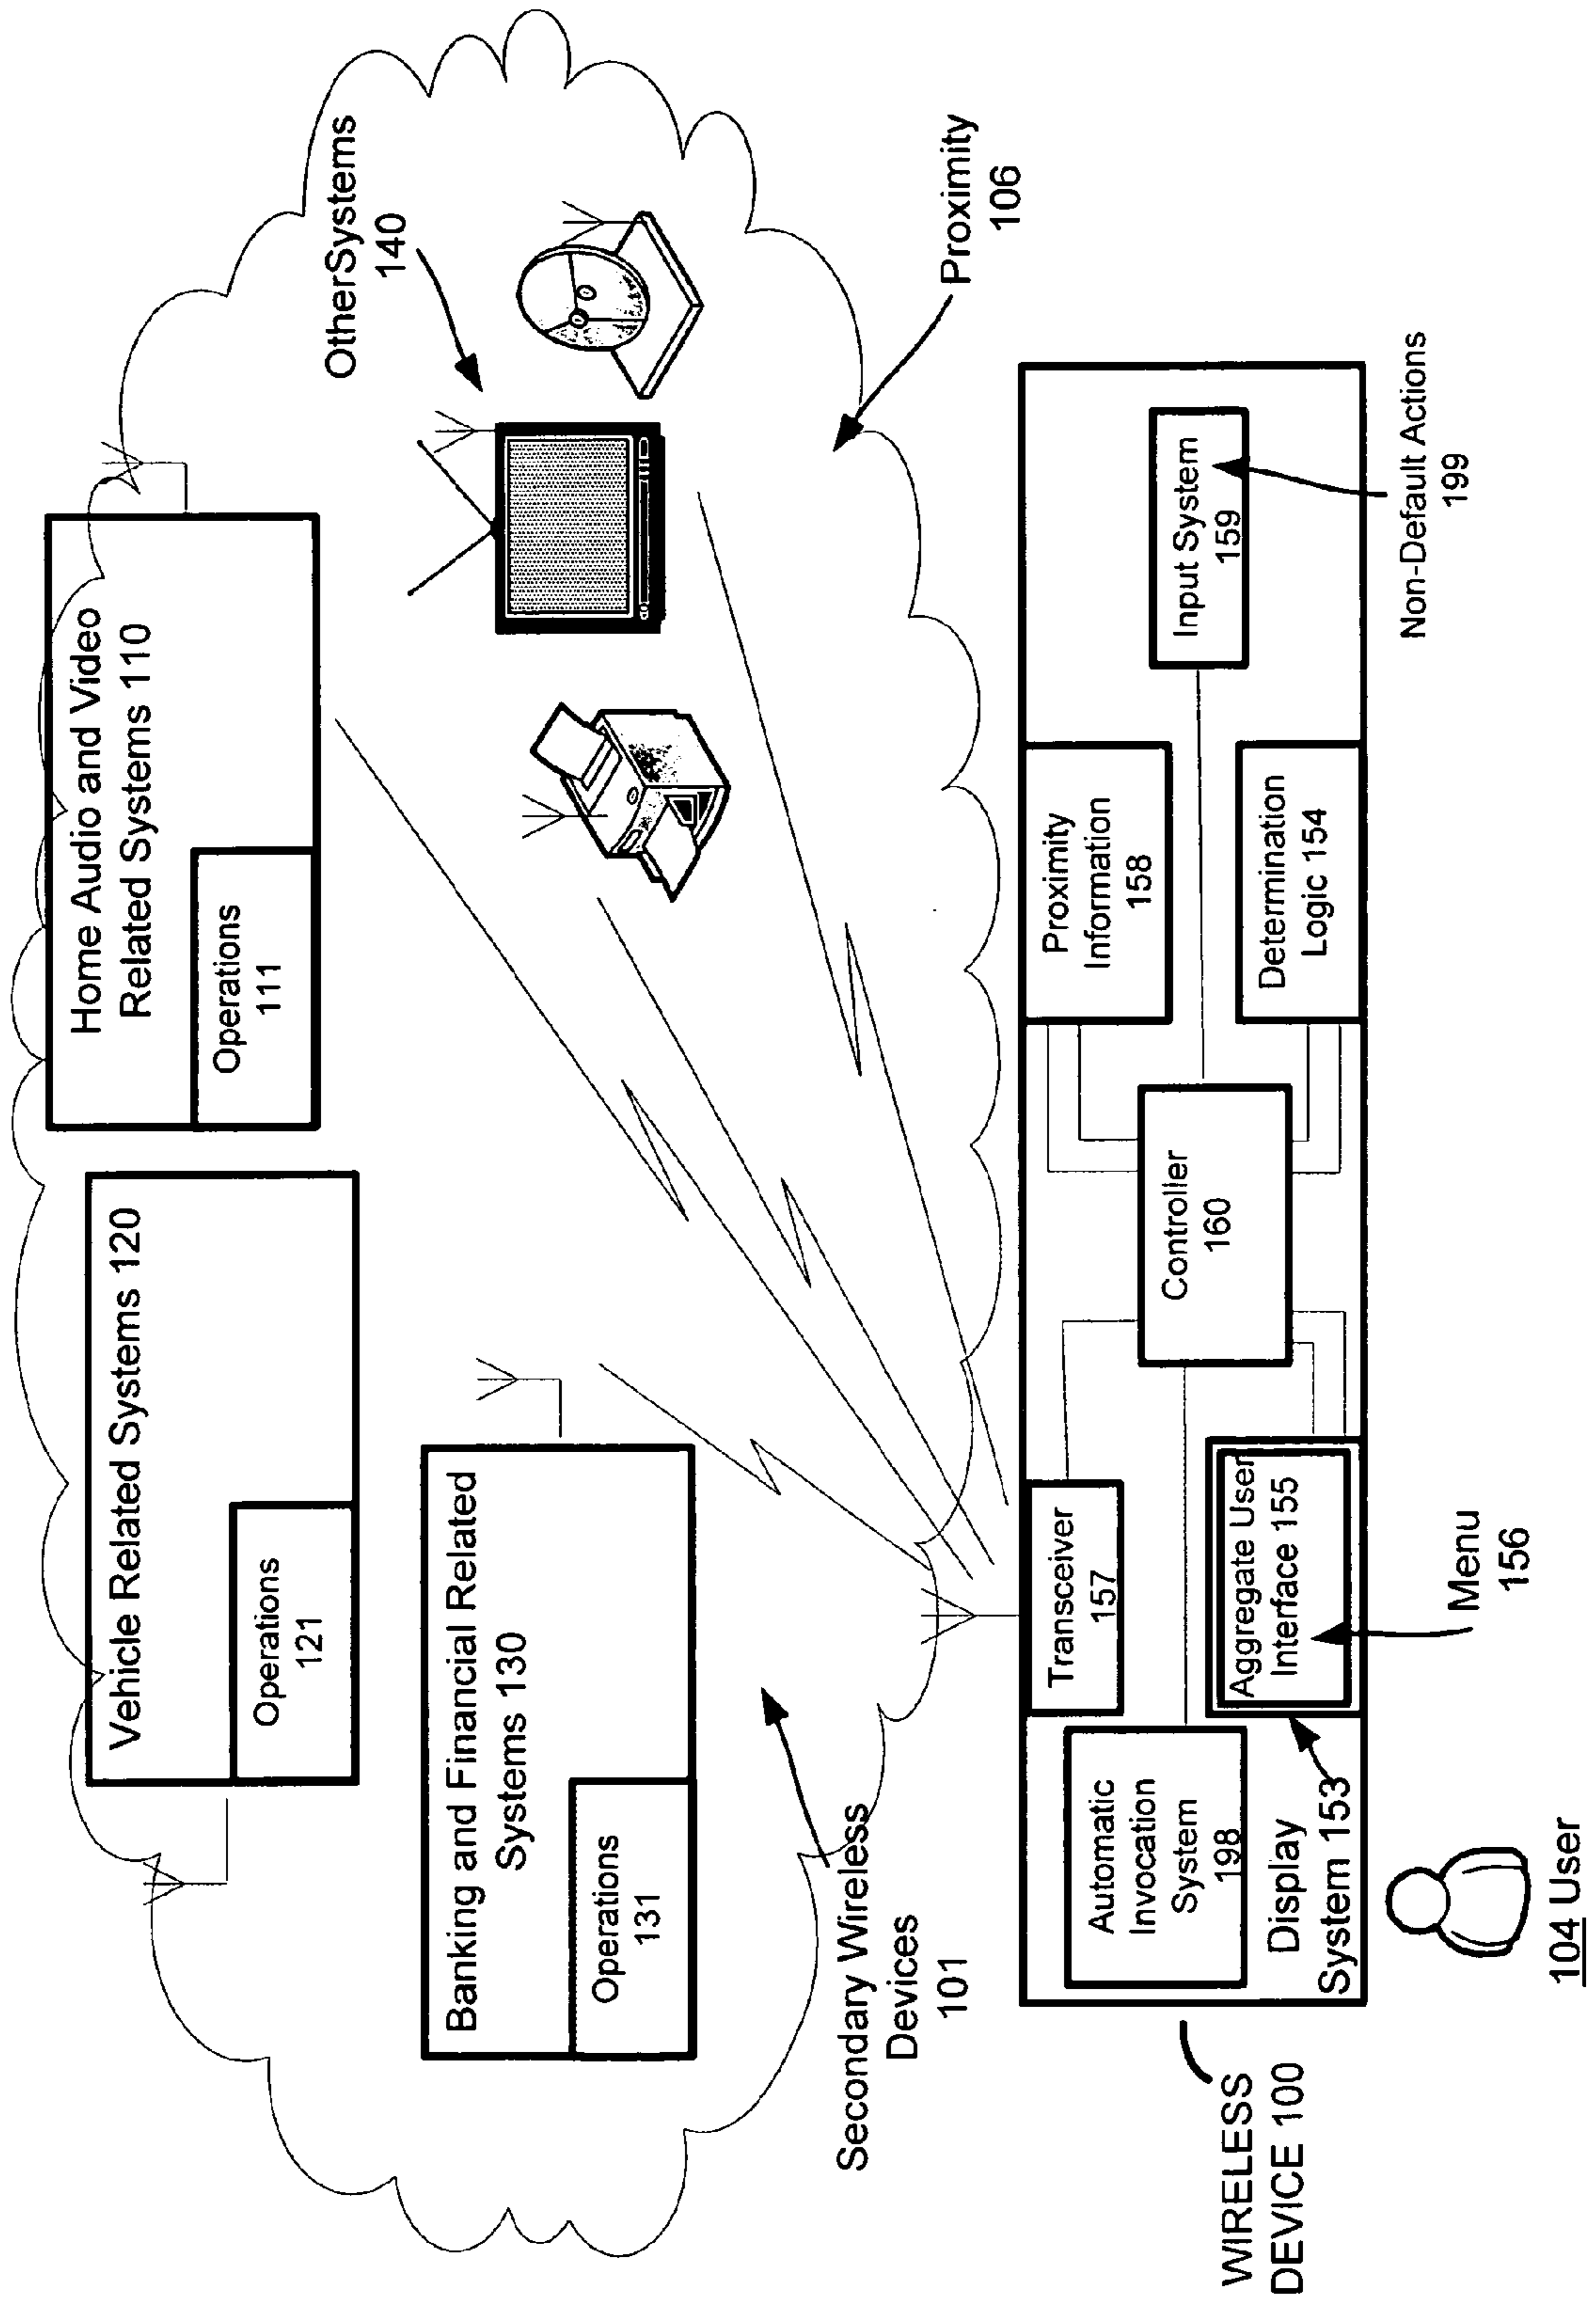 Vehicle Related Systems 120
Operations
121
Home Audio and Video
Related Systems 110
Operations
111
OtherSystems
140
Banking and Financial Related
Systems 130
Operations
131
Secondary Wireless
Devices
101
Proximity
106
WIRELESS
DEVICE 100
Automatic
Invocation
System
198
Display
System 153
Transceiver
157
Aggregate User
Interface 155
Controller
160
Proximity
Information
158
Determination
Logic 154
Input System
159
Menu
156
Non-Default Actions
199
104 User